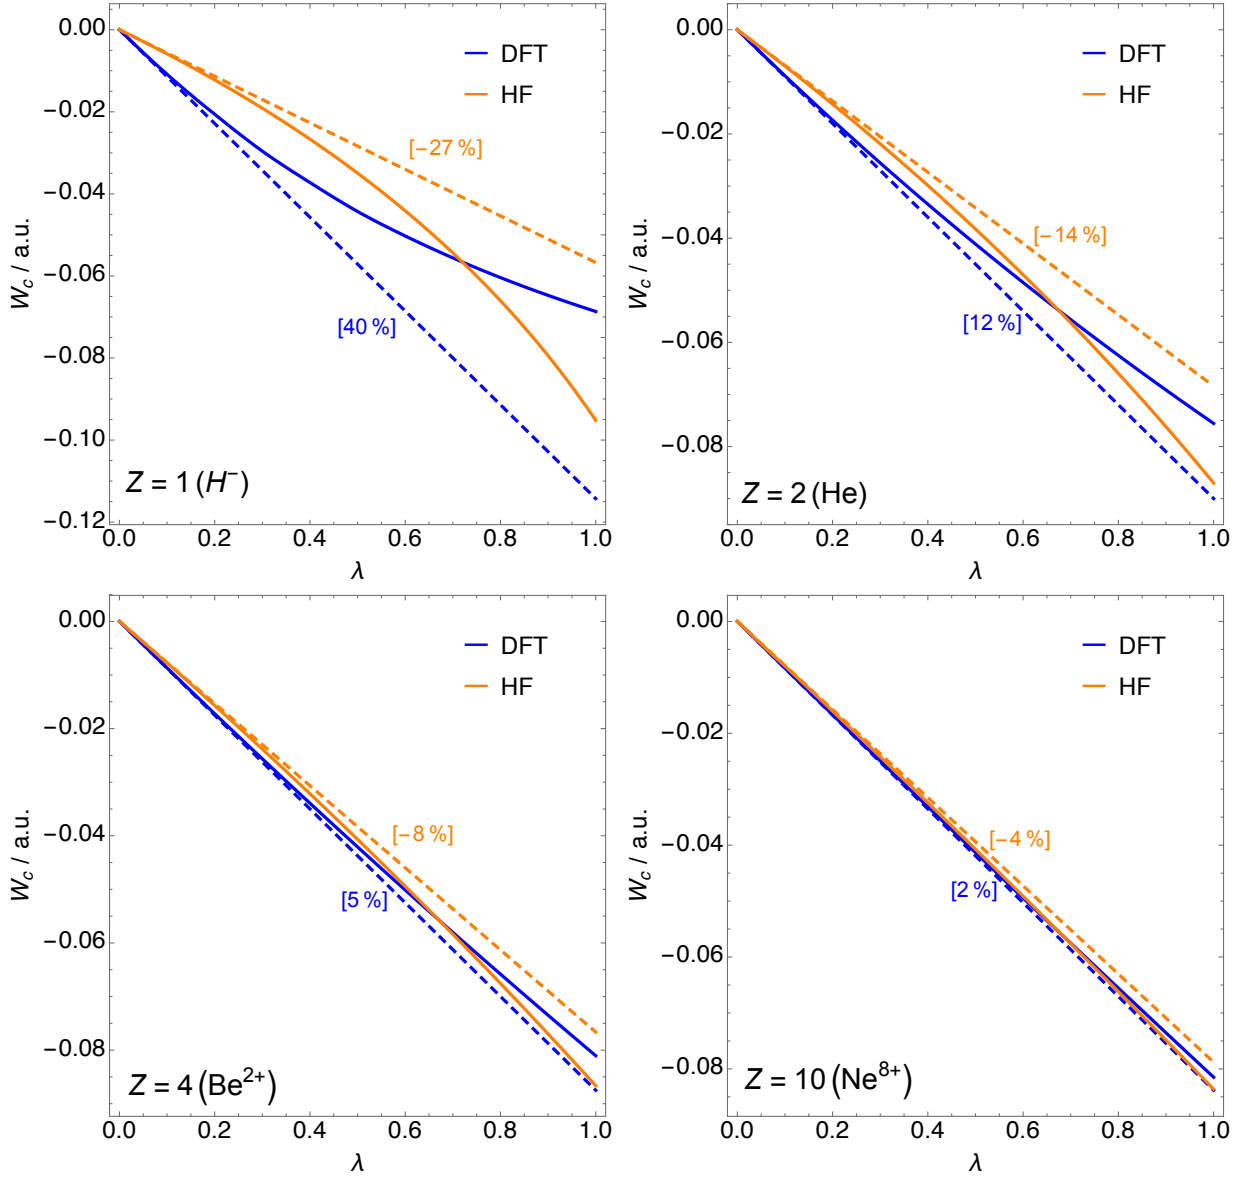 0.00
−0.02
−0.04
−0.06
−0.08
−0.10
−0.12
W_c / a.u.
DFT
HF
[−27 %]
[40 %]
Z = 1 (H⁻)
0.0 0.2 0.4 0.6 0.8 1.0
λ
0.00
−0.02
−0.04
−0.06
−0.08
W_c / a.u.
DFT
HF
[−14 %]
[12 %]
Z = 2 (He)
0.0 0.2 0.4 0.6 0.8 1.0
λ
0.00
−0.02
−0.04
−0.06
−0.08
W_c / a.u.
DFT
HF
[−8 %]
[5 %]
Z = 4 (Be²⁺)
0.0 0.2 0.4 0.6 0.8 1.0
λ
0.00
−0.02
−0.04
−0.06
−0.08
W_c / a.u.
DFT
HF
[−4 %]
[2 %]
Z = 10 (Ne⁸⁺)
0.0 0.2 0.4 0.6 0.8 1.0
λ